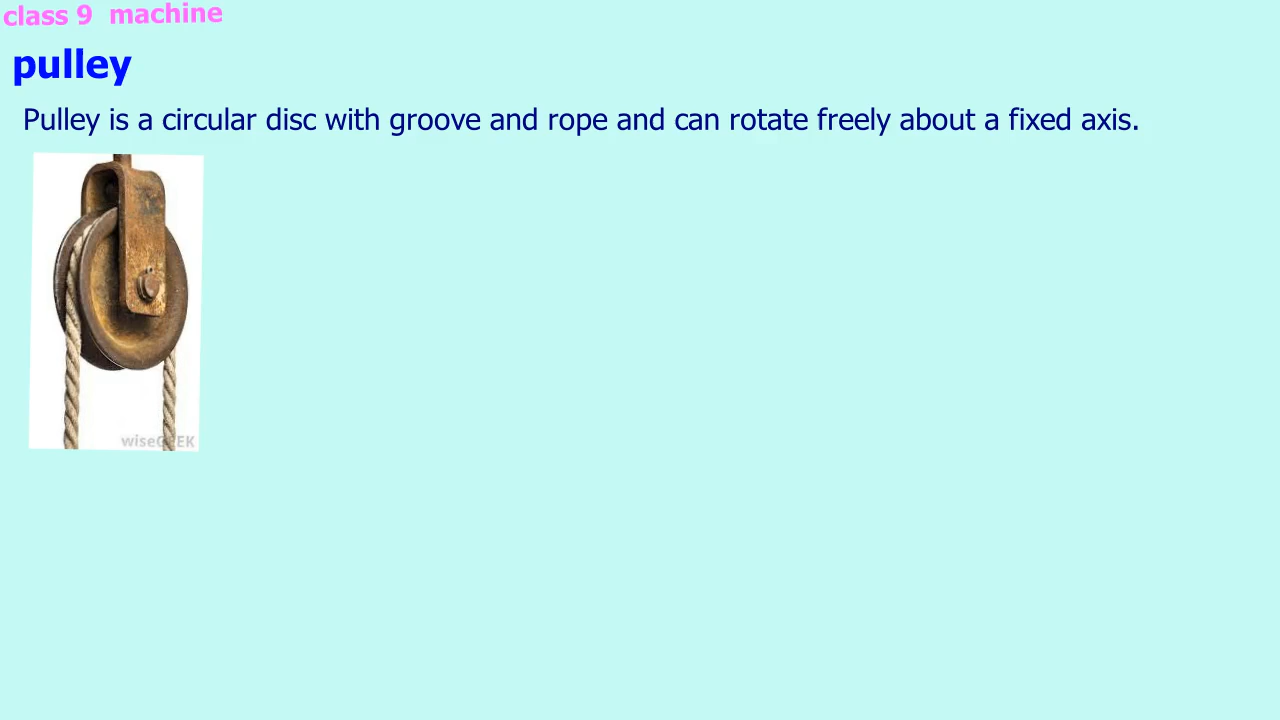 class 9 machine
pulley
Pulley is a circular disc with groove and rope and can rotate freely about a fixed axis.
wiseGEEK